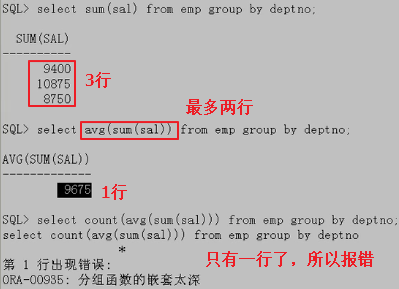 SQL> select sum(sal) from emp group by deptno;
SUM(SAL)
----------
9400
10875
8750
3行
最多两行
SQL> select avg(sum(sal)) from emp group by deptno;
AVG(SUM(SAL))
-------------
9675
1行
SQL> select count(avg(sum(sal))) from emp group by deptno;
select count(avg(sum(sal))) from emp group by deptno
*
只有一行了，所以报错
第 1 行出现错误:
ORA-00935: 分组函数的嵌套太深